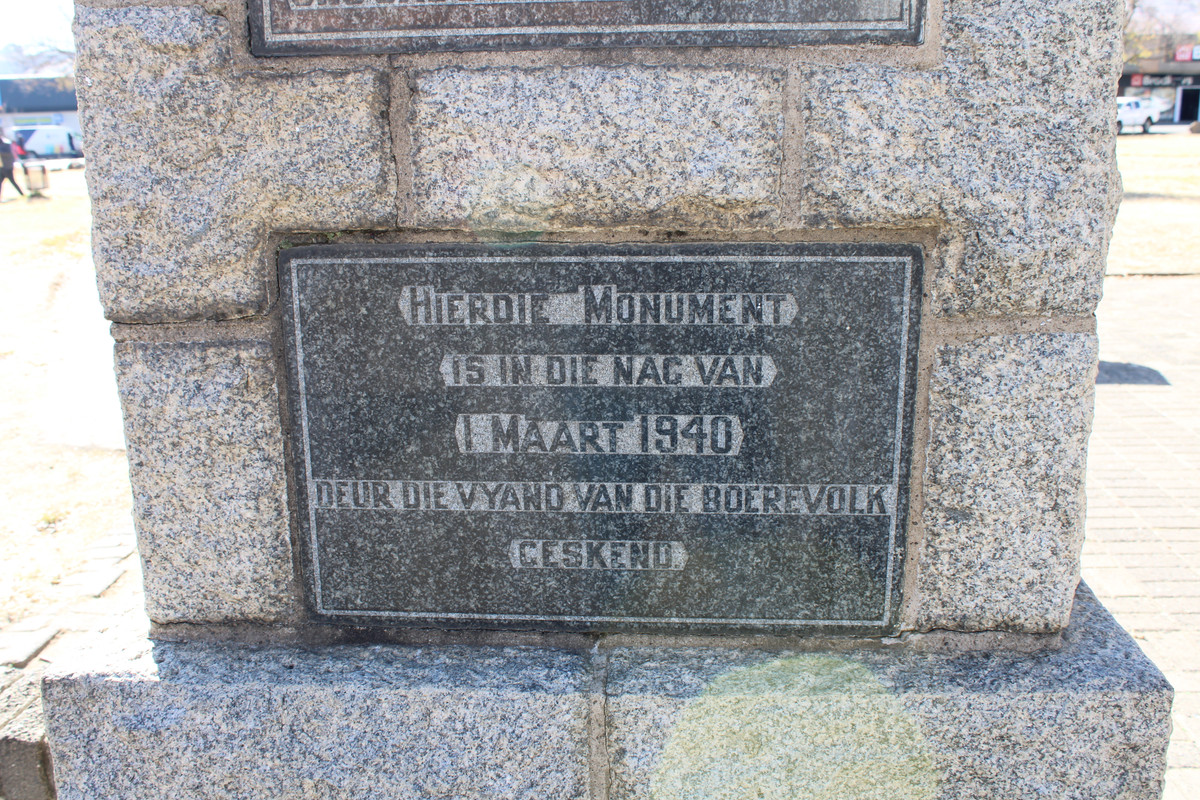 HIERDIE MONUMENT
IS IN DIE NAG VAN
1 MAART 1940
DEUR DIE VYAND VAN DIE BOEREVOLK
GESKEND